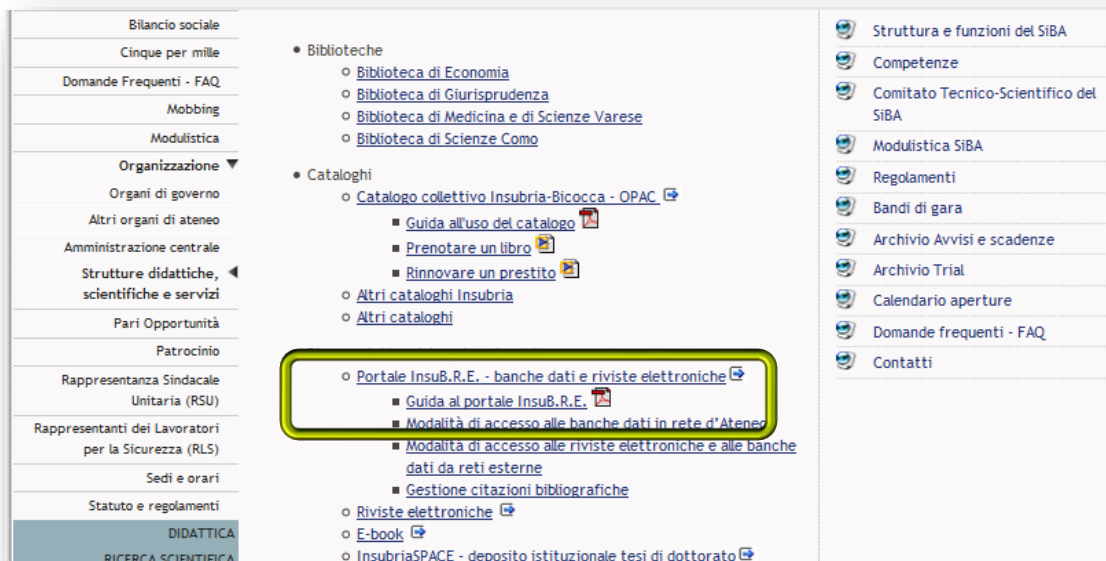 Bilancio sociale
Cinque per mille
Domande Frequenti - FAQ
Mobbing
Modulistica
Organizzazione
Organi di governo
Altri organi di ateneo
Amministrazione centrale
Strutture didattiche,
scientifiche e servizi
Pari Opportunità
Patrocinio
Rappresentanza Sindacale
Unitaria (RSU)
Rappresentanti dei Lavoratori
per la Sicurezza (RLS)
Sedi e orari
Statuto e regolamenti
DIDATTICA
RICERCA SCIENTIFICA
Biblioteche
Biblioteca di Economia
Biblioteca di Giurisprudenza
Biblioteca di Medicina e di Scienze Varese
Biblioteca di Scienze Como
Cataloghi
Catalogo collettivo Insubria-Bicocca - OPAC
Guida all'uso del catalogo
Prenotare un libro
Rinnovare un prestito
Altri cataloghi Insubria
Altri cataloghi
Portale InsuB.R.E. - banche dati e riviste elettroniche
Guida al portale InsuB.R.E.
Modalità di accesso alle banche dati in rete d'Ateneo
Modalità di accesso alle riviste elettroniche e alle banche
dati da reti esterne
Gestione citazioni bibliografiche
Riviste elettroniche
E-book
InsubriaSPACE - deposito istituzionale tesi di dottorato
Struttura e funzioni del SiBA
Competenze
Comitato Tecnico-Scientifico del
SiBA
Modulistica SiBA
Regolamenti
Bandi di gara
Archivio Avvisi e scadenze
Archivio Trial
Calendario aperture
Domande frequenti - FAQ
Contatti